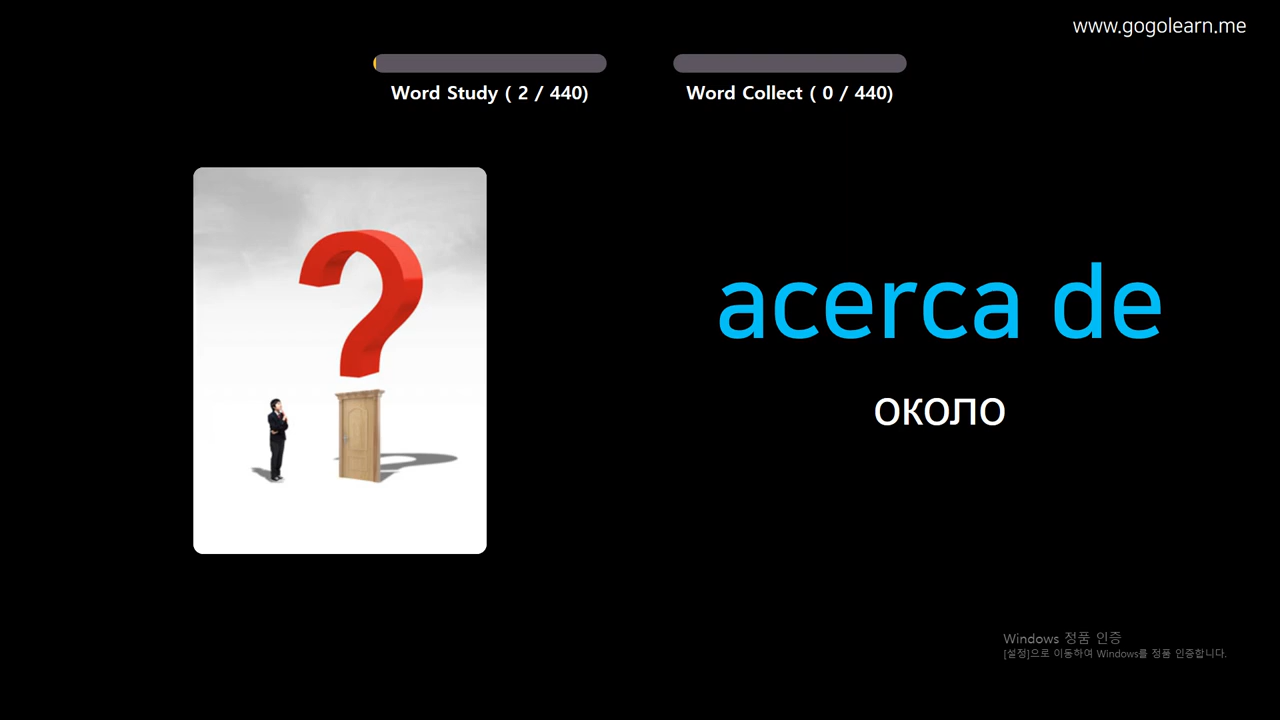 www.gogolearn.me
Word Study ( 2 / 440)
Word Collect ( 0 / 440)
acerca de
около
Windows 정품 인증
[설정]으로 이동하여 Windows를 정품 인증합니다.